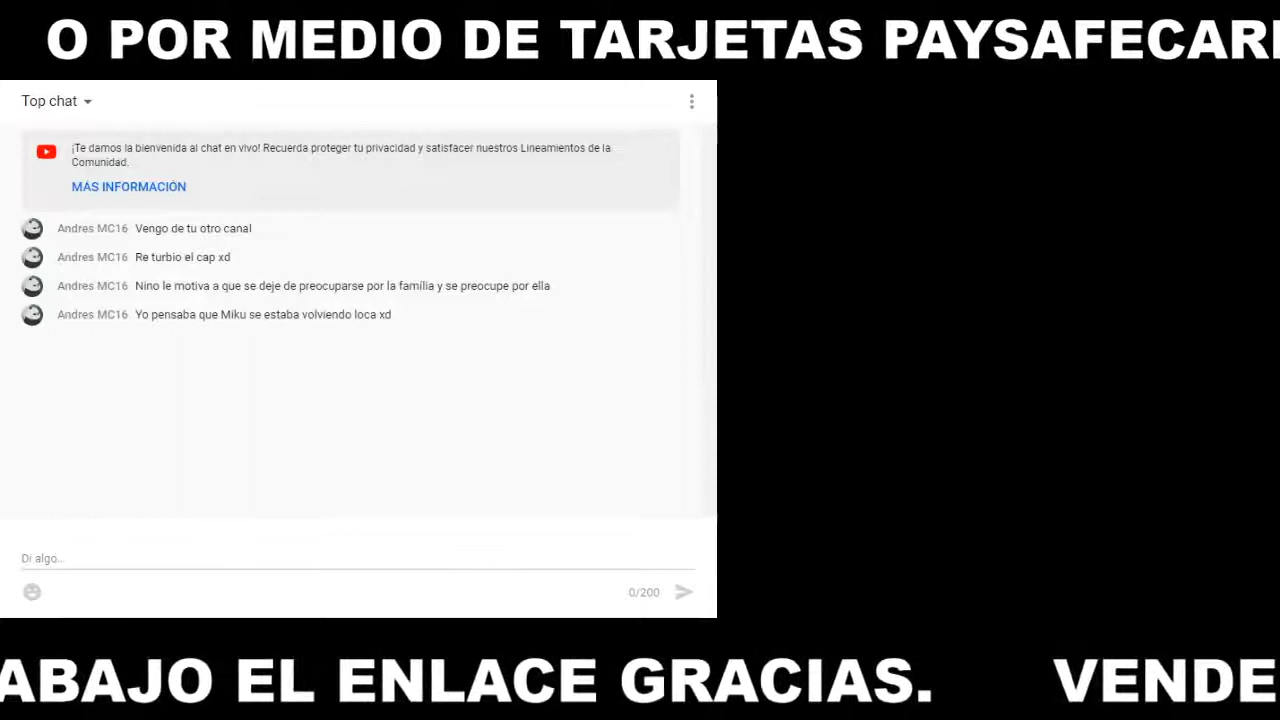 O POR MEDIO DE TARJETAS PAYSAFECAR
Top chat
¡Te damos la bienvenida al chat en vivo! Recuerda proteger tu privacidad y satisfacer nuestros Lineamientos de la
Comunidad.
MÁS INFORMACIÓN
Andres MC16 Vengo de tu otro canal
Andres MC16 Re turbio el cap xd
Andres MC16 Nino le motiva a que se deje de preocuparse por la família y se preocupe por ella
Andres MC16 Yo pensaba que Miku se estaba volviendo loca xd
Di algo...
0/200
ABAJO EL ENLACE GRACIAS. VENDE